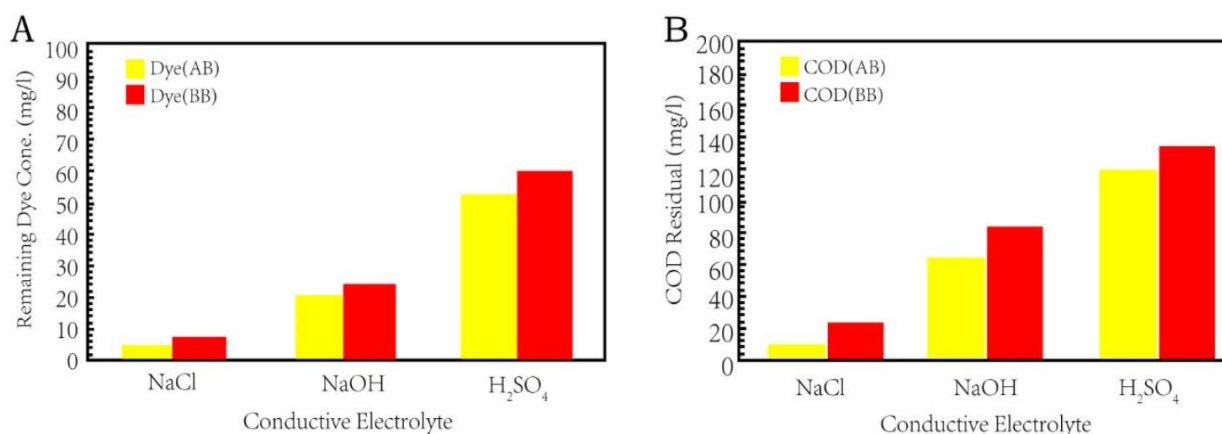 A
Remaining Dye Cone. (mg/l)
100
90
80
70
60
50
40
30
20
10
0
Dye(AB)
Dye(BB)
NaCl
NaOH
H₂SO₄
Conductive Electrolyte
B
COD Residual (mg/l)
200
180
160
140
120
100
80
60
40
20
0
COD(AB)
COD(BB)
NaCl
NaOH
H₂SO₄
Conductive Electrolyte